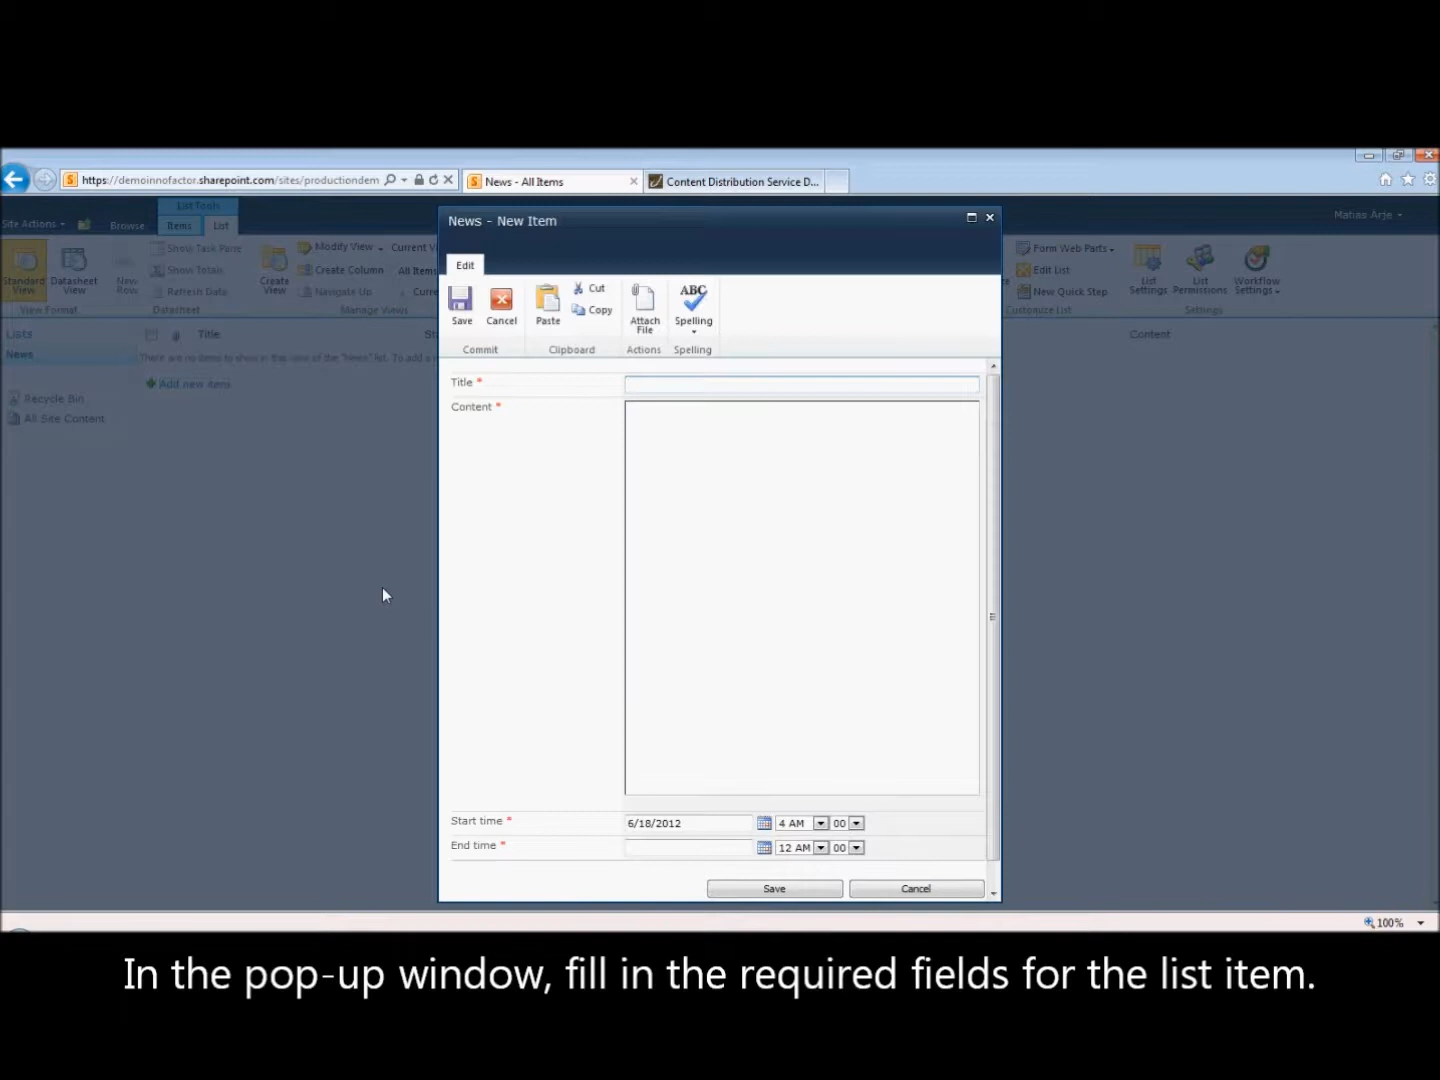 https://demoinnofactor.sharepoint.com/sites/productiondem
News - All Items
Content Distribution Service D...
List Tools
Site Actions
Browse
Items
List
Matias Arje
Standard View
Datasheet View
New Row
Show Task Pane
Show Totals
Refresh Data
Create View
Modify View
Create Column
Navigate Up
Current Vi
All Items
Curre
View Format
Datasheet
Manage Views
Form Web Parts
Edit List
New Quick Step
List Settings
List Permissions
Workflow Settings
Customize List
Settings
Lists
News
Recycle Bin
All Site Content
Title
St
Content
There are no items to show in this view of the "News" list. To add a n
Add new item
News - New Item
Edit
Save
Cancel
Paste
Cut
Copy
Attach File
ABC
Spelling
Commit
Clipboard
Actions
Spelling
Title *
Content *
Start time *
6/18/2012
4 AM
00
End time *
12 AM
00
Save
Cancel
100%
In the pop-up window, fill in the required fields for the list item.